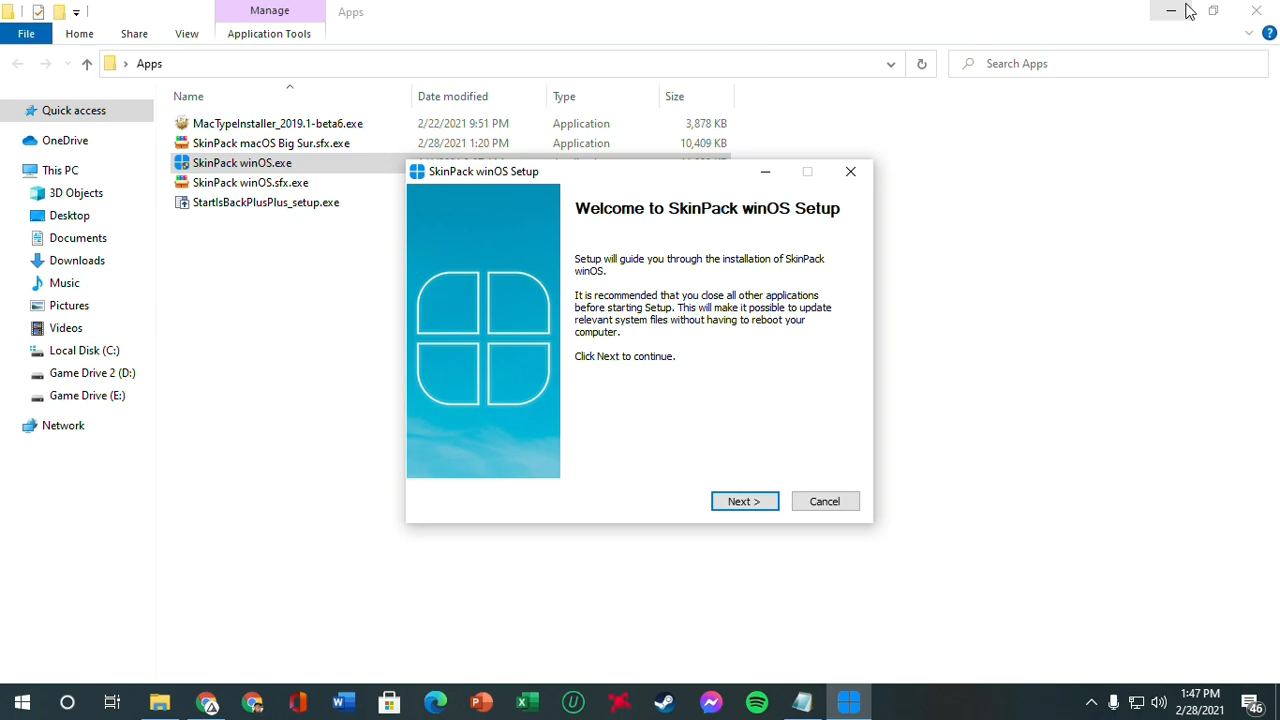 Manage
Apps
File
Home
Share
View
Application Tools
Apps
Search Apps
Name
Date modified
Type
Size
Quick access
OneDrive
This PC
3D Objects
Desktop
Documents
Downloads
Music
Pictures
Videos
Local Disk (C:)
Game Drive 2 (D:)
Game Drive (E:)
Network
MacTypeInstaller_2019.1-beta6.exe 2/22/2021 9:51 PM Application 3,878 KB
SkinPack macOS Big Sur.sfx.exe 2/28/2021 1:20 PM Application 10,409 KB
SkinPack winOS.exe
SkinPack winOS.sfx.exe
StartIsBackPlusPlus_setup.exe
SkinPack winOS Setup
Welcome to SkinPack winOS Setup
Setup will guide you through the installation of SkinPack
winOS.
It is recommended that you close all other applications
before starting Setup. This will make it possible to update
relevant system files without having to reboot your
computer.
Click Next to continue.
Next >
Cancel
1:47 PM
2/28/2021
46